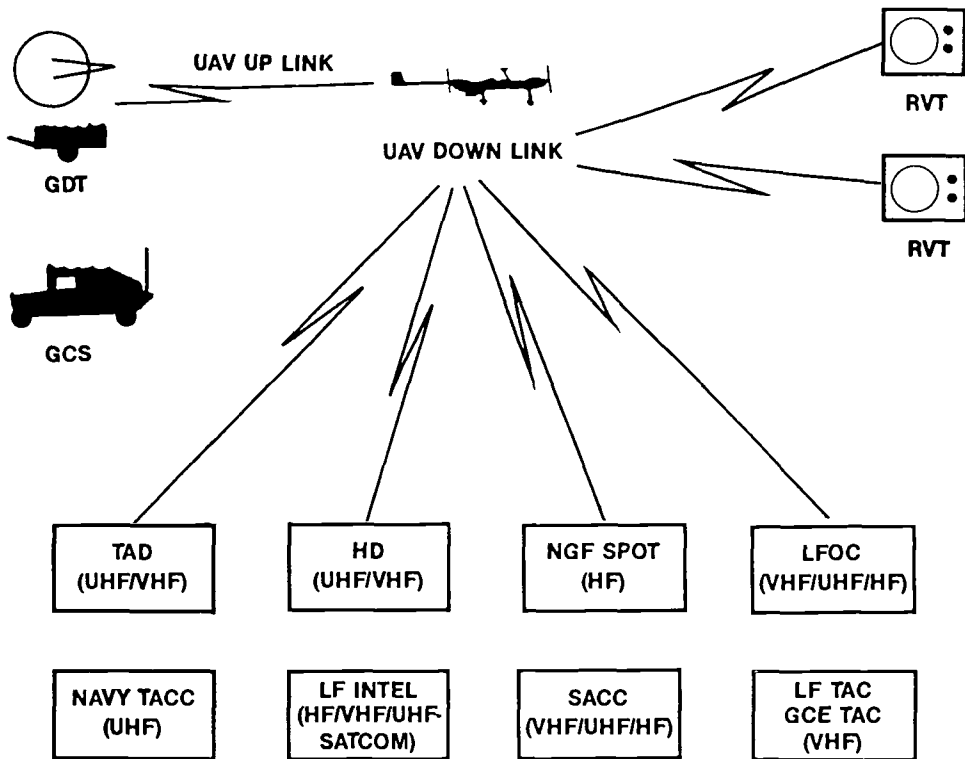 UAV UP LINK
RVT
GDT
UAV DOWN LINK
RVT
GCS
TAD
(UHF/VHF)
HD
(UHF/VHF)
NGF SPOT
(HF)
LFOC
(VHF/UHF/HF)
NAVY TACC
(UHF)
LF INTEL
(HF/VHF/UHF-
SATCOM)
SACC
(VHF/UHF/HF)
LF TAC
GCE TAC
(VHF)